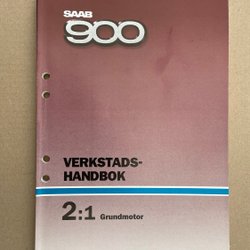 SAAB
900
VERKSTADS-
HANDBOK
2:1 Grundmotor